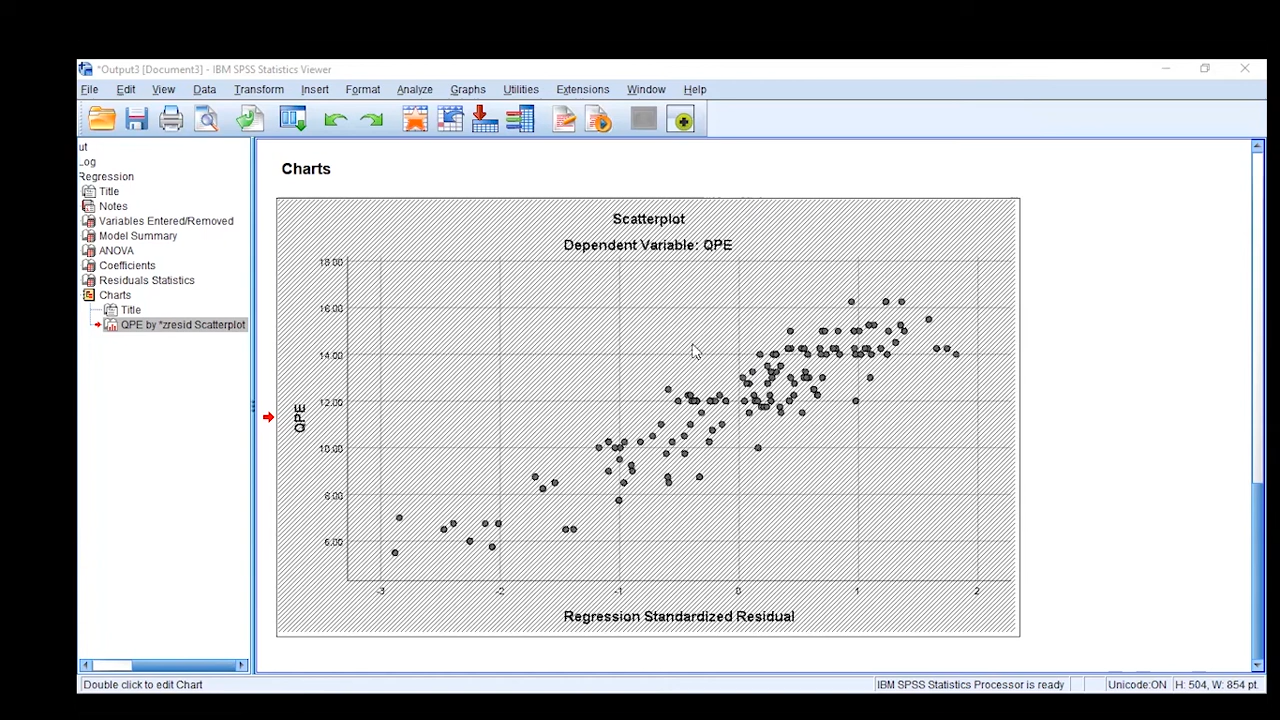 *Output3 [Document3] - IBM SPSS Statistics Viewer
File Edit View Data Transform Insert Format Analyze Graphs Utilities Extensions Window Help
ut
Log
Regression
Title
Notes
Variables Entered/Removed
Model Summary
ANOVA
Coefficients
Residuals Statistics
Charts
Title
QPE by *zresid Scatterplot
Charts
Scatterplot
Dependent Variable: QPE
18.00
16.00
14.00
12.00
10.00
8.00
6.00
QPE
-3 -2 -1 0 1 2
Regression Standardized Residual
Double click to edit Chart
IBM SPSS Statistics Processor is ready
Unicode:ON
H: 504, W: 854 pt.